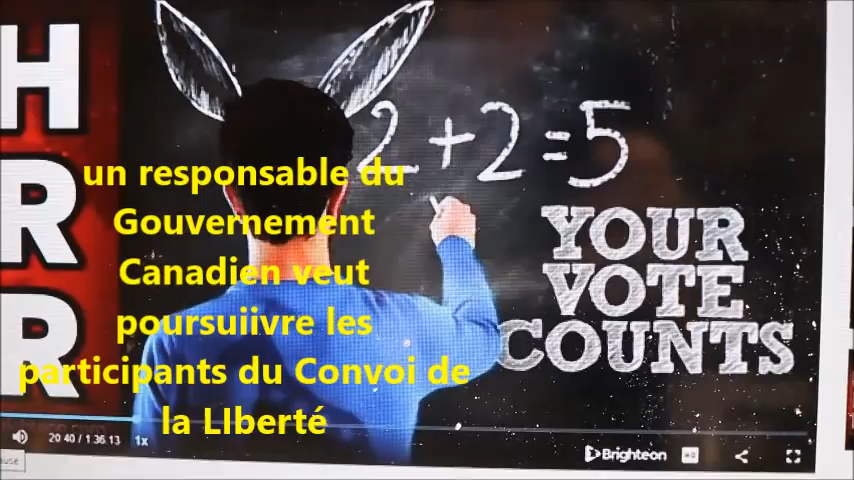 H
R
R
2 + 2 = 5
YOUR
VOTE
COUNTS
un responsable du
Gouvernement
Canadien veut
poursuiivre les
participants du Convoi de
la LIberté
20:40 / 1:36:13
1x
Brighteon